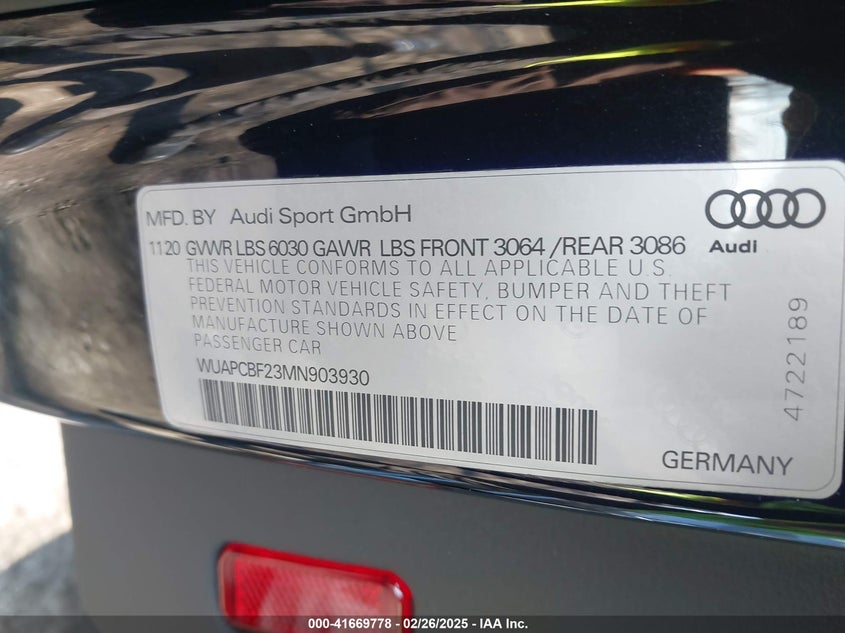 MFD. BY Audi Sport GmbH
1120 GVWR LBS 6030 GAWR LBS FRONT 3064 /REAR 3086
Audi
THIS VEHICLE CONFORMS TO ALL APPLICABLE U.S.
FEDERAL MOTOR VEHICLE SAFETY, BUMPER AND THEFT
PREVENTION STANDARDS IN EFFECT ON THE DATE OF
MANUFACTURE SHOWN ABOVE
PASSENGER CAR
WUAPCBF23MN903930
4722189
GERMANY
000-41669778 - 02/26/2025 - IAA Inc.